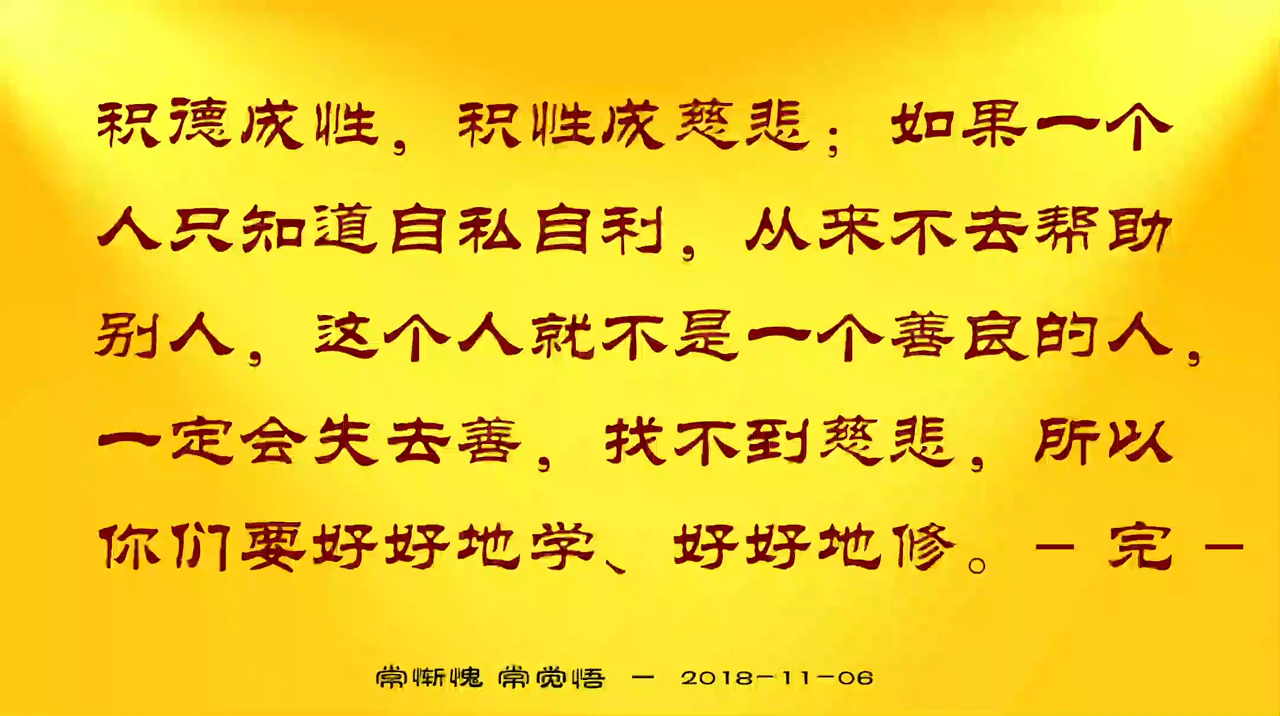 积德成性，积性成慈悲；如果一个
人只知道自私自利，从来不去帮助
别人，这个人就不是一个善良的人，
一定会失去善，找不到慈悲，所以
你们要好好地学、好好地修。– 完 –
常惭愧 常觉悟 – 2018-11-06